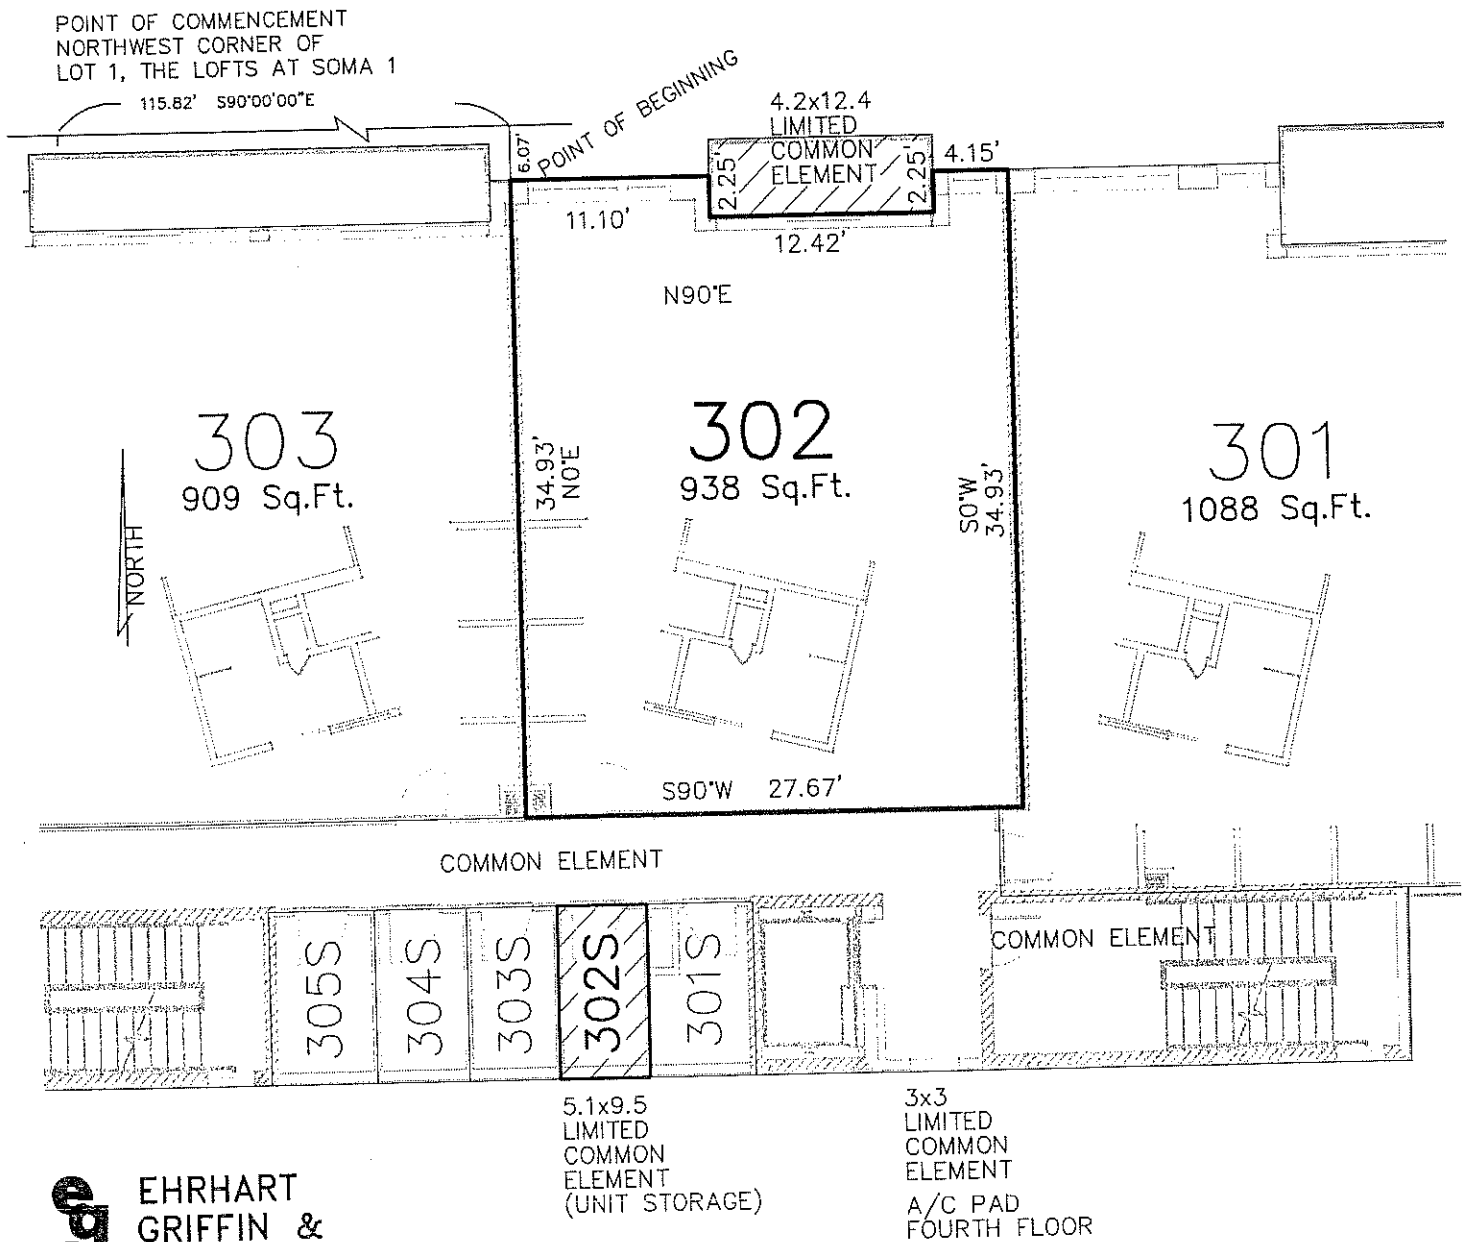 POINT OF COMMENCEMENT
NORTHWEST CORNER OF
LOT 1, THE LOFTS AT SOMA 1
115.82' S90°00'00"E
6.07'
POINT OF BEGINNING
4.2x12.4
LIMITED
COMMON
ELEMENT
2.25'
2.25'
4.15'
11.10'
12.42'
N90°E
303
909 Sq.Ft.
302
938 Sq.Ft.
301
1088 Sq.Ft.
34.93'
N0°E
S0°W
34.93'
NORTH
S90°W 27.67'
COMMON ELEMENT
COMMON ELEMENT
305S
304S
303S
302S
301S
5.1x9.5
LIMITED
COMMON
ELEMENT
(UNIT STORAGE)
3x3
LIMITED
COMMON
ELEMENT
A/C PAD
FOURTH FLOOR
eg
EHRHART
GRIFFIN &